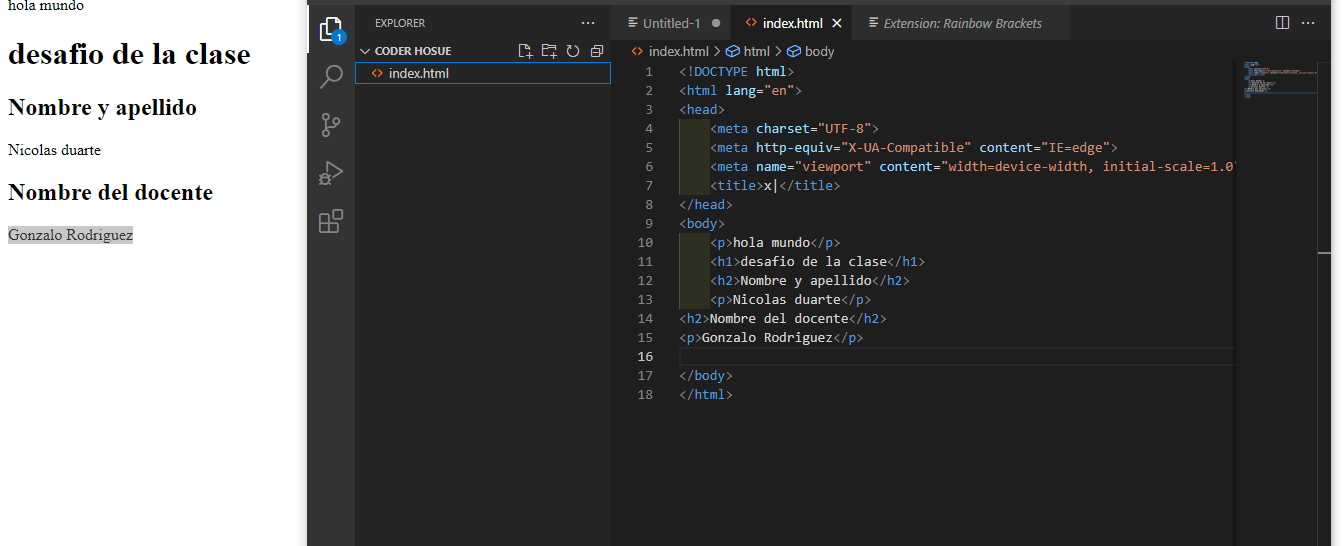 hola mundo
desafio de la clase
Nombre y apellido
Nicolas duarte
Nombre del docente
Gonzalo Rodriguez
1
EXPLORER
CODER HOSUE
index.html
Untitled-1
index.html
Extension: Rainbow Brackets
index.html > html > body
1 <!DOCTYPE html>
2 <html lang="en">
3 <head>
4 <meta charset="UTF-8">
5 <meta http-equiv="X-UA-Compatible" content="IE=edge">
6 <meta name="viewport" content="width=device-width, initial-scale=1.0"
7 <title>x|</title>
8 </head>
9 <body>
10 <p>hola mundo</p>
11 <h1>desafio de la clase</h1>
12 <h2>Nombre y apellido</h2>
13 <p>Nicolas duarte</p>
14 <h2>Nombre del docente</h2>
15 <p>Gonzalo Rodriguez</p>
16
17 </body>
18 </html>